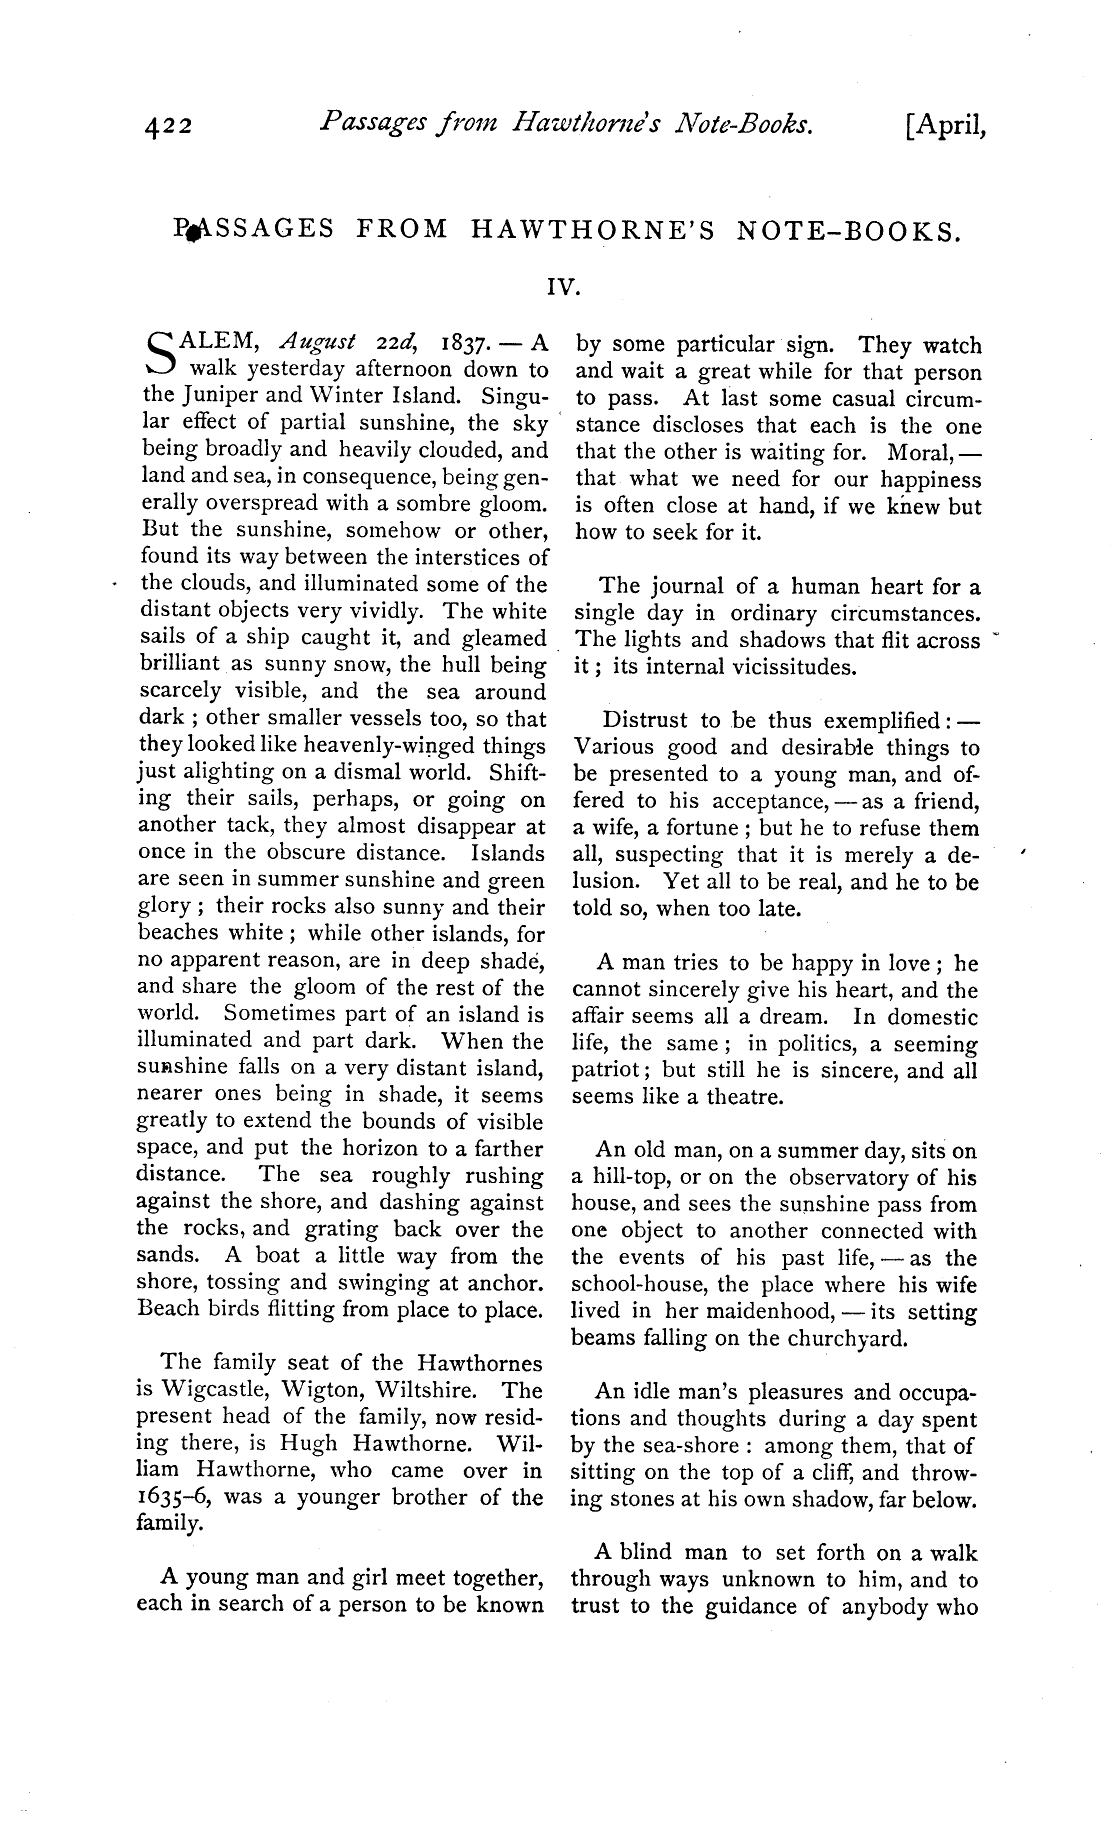 422 Passages from Hawthorne's Note-Books. [April,
PASSAGES FROM HAWTHORNE'S NOTE-BOOKS.
IV.
SALEM, August 22d, 1837. — A
walk yesterday afternoon down to
the Juniper and Winter Island. Singu-
lar effect of partial sunshine, the sky
being broadly and heavily clouded, and
land and sea, in consequence, being gen-
erally overspread with a sombre gloom.
But the sunshine, somehow or other,
found its way between the interstices of
the clouds, and illuminated some of the
distant objects very vividly. The white
sails of a ship caught it, and gleamed
brilliant as sunny snow, the hull being
scarcely visible, and the sea around
dark ; other smaller vessels too, so that
they looked like heavenly-winged things
just alighting on a dismal world. Shift-
ing their sails, perhaps, or going on
another tack, they almost disappear at
once in the obscure distance. Islands
are seen in summer sunshine and green
glory ; their rocks also sunny and their
beaches white ; while other islands, for
no apparent reason, are in deep shade,
and share the gloom of the rest of the
world. Sometimes part of an island is
illuminated and part dark. When the
sunshine falls on a very distant island,
nearer ones being in shade, it seems
greatly to extend the bounds of visible
space, and put the horizon to a farther
distance. The sea roughly rushing
against the shore, and dashing against
the rocks, and grating back over the
sands. A boat a little way from the
shore, tossing and swinging at anchor.
Beach birds flitting from place to place.
The family seat of the Hawthornes
is Wigcastle, Wigton, Wiltshire. The
present head of the family, now resid-
ing there, is Hugh Hawthorne. Wil-
liam Hawthorne, who came over in
1635–6, was a younger brother of the
family.
A young man and girl meet together,
each in search of a person to be known
by some particular sign. They watch
and wait a great while for that person
to pass. At last some casual circum-
stance discloses that each is the one
that the other is waiting for. Moral, —
that what we need for our happiness
is often close at hand, if we knew but
how to seek for it.
The journal of a human heart for a
single day in ordinary circumstances.
The lights and shadows that flit across
it ; its internal vicissitudes.
Distrust to be thus exemplified : —
Various good and desirable things to
be presented to a young man, and of-
fered to his acceptance, — as a friend,
a wife, a fortune ; but he to refuse them
all, suspecting that it is merely a de-
lusion. Yet all to be real, and he to be
told so, when too late.
A man tries to be happy in love ; he
cannot sincerely give his heart, and the
affair seems all a dream. In domestic
life, the same ; in politics, a seeming
patriot ; but still he is sincere, and all
seems like a theatre.
An old man, on a summer day, sits on
a hill-top, or on the observatory of his
house, and sees the sunshine pass from
one object to another connected with
the events of his past life, — as the
school-house, the place where his wife
lived in her maidenhood, — its setting
beams falling on the churchyard.
An idle man's pleasures and occupa-
tions and thoughts during a day spent
by the sea-shore : among them, that of
sitting on the top of a cliff, and throw-
ing stones at his own shadow, far below.
A blind man to set forth on a walk
through ways unknown to him, and to
trust to the guidance of anybody who